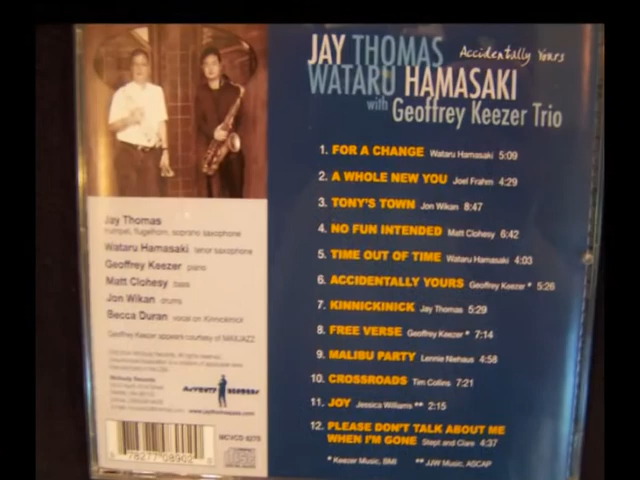 JAY THOMAS Accidentally Yours
WATARU HAMASAKI
with Geoffrey Keezer Trio
1. FOR A CHANGE Wataru Hamasaki 5:09
2. A WHOLE NEW YOU Joel Frahm 4:29
3. TONY'S TOWN Jon Wikan 8:47
4. NO FUN INTENDED Matt Clohesy 6:42
5. TIME OUT OF TIME Wataru Hamasaki 4:03
6. ACCIDENTALLY YOURS Geoffrey Keezer * 5:26
7. KINNICKINICK Jay Thomas 5:29
8. FREE VERSE Geoffrey Keezer * 7:14
9. MALIBU PARTY Lennie Niehaus 4:58
10. CROSSROADS Tim Collins 7:21
11. JOY Jessica Williams ** 2:15
12. PLEASE DON'T TALK ABOUT ME
WHEN I'M GONE Stept and Clare 4:37
* Keezer Music, BMI ** JJW Music, ASCAP
Jay Thomas
trumpet, flugelhorn, soprano saxophone
Wataru Hamasaki tenor saxophone
Geoffrey Keezer piano
Matt Clohesy bass
Jon Wikan drums
Becca Duran vocal on Kinnickinick
Geoffrey Keezer appears courtesy of MAXJAZZ
Records
www.jaythomasjazz.com
MCVCD 6275
78277 08902